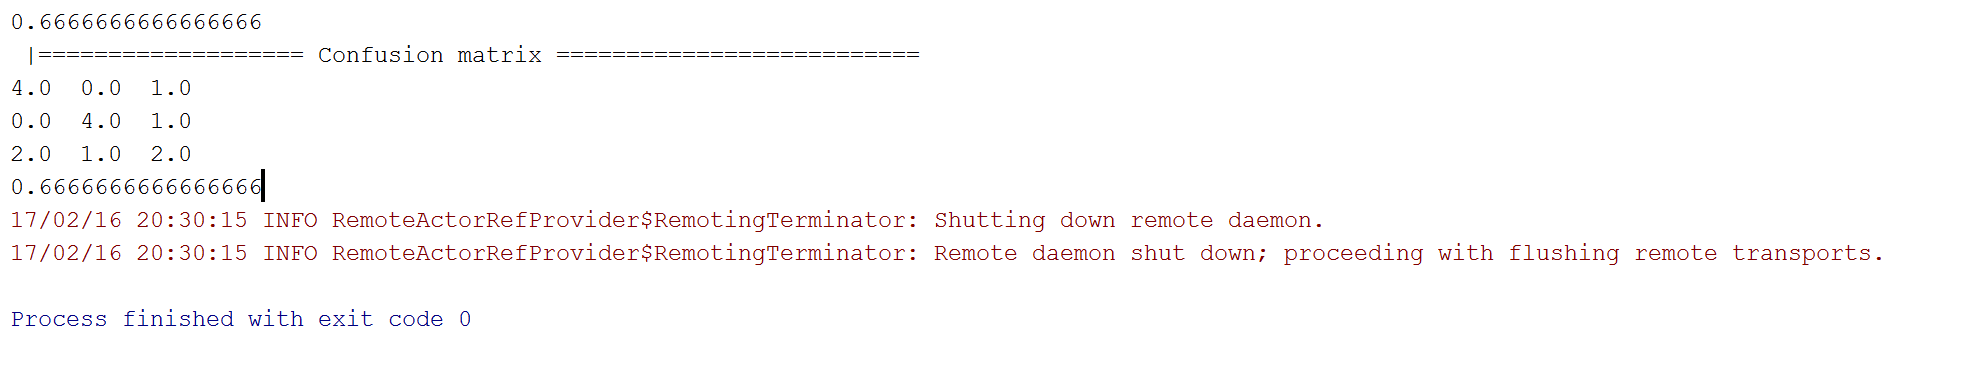 0.6666666666666666
|=================== Confusion matrix ==========================
4.0  0.0  1.0
0.0  4.0  1.0
2.0  1.0  2.0
0.6666666666666666
17/02/16 20:30:15 INFO RemoteActorRefProvider$RemotingTerminator: Shutting down remote daemon.
17/02/16 20:30:15 INFO RemoteActorRefProvider$RemotingTerminator: Remote daemon shut down; proceeding with flushing remote transports.
Process finished with exit code 0